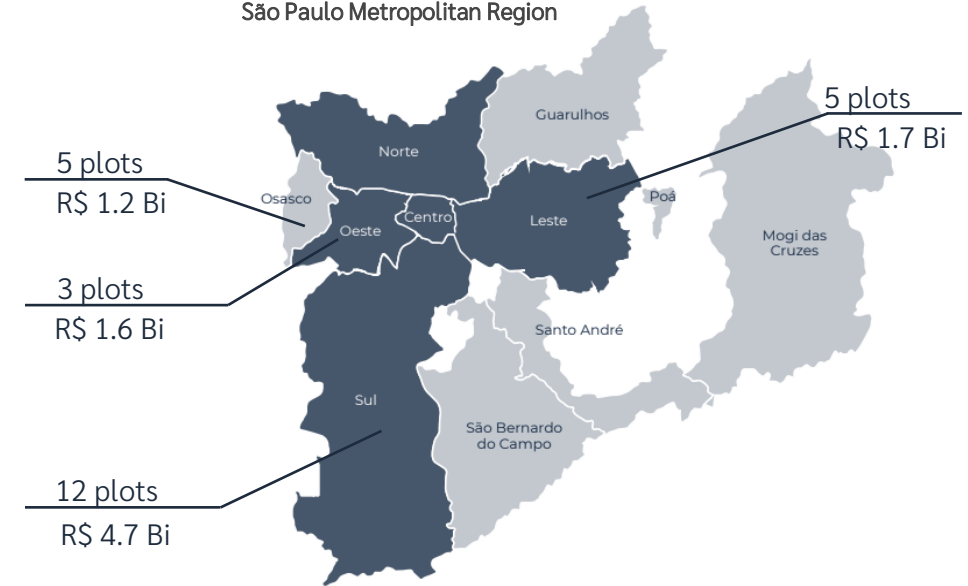 São Paulo Metropolitan Region
Guarulhos
5 plots
R$ 1.7 Bi
Norte
5 plots
R$ 1.2 Bi
Osasco
Poá
Centro
Leste
Oeste
Mogi das
Cruzes
3 plots
R$ 1.6 Bi
Santo André
Sul
São Bernardo
do Campo
12 plots
R$ 4.7 Bi